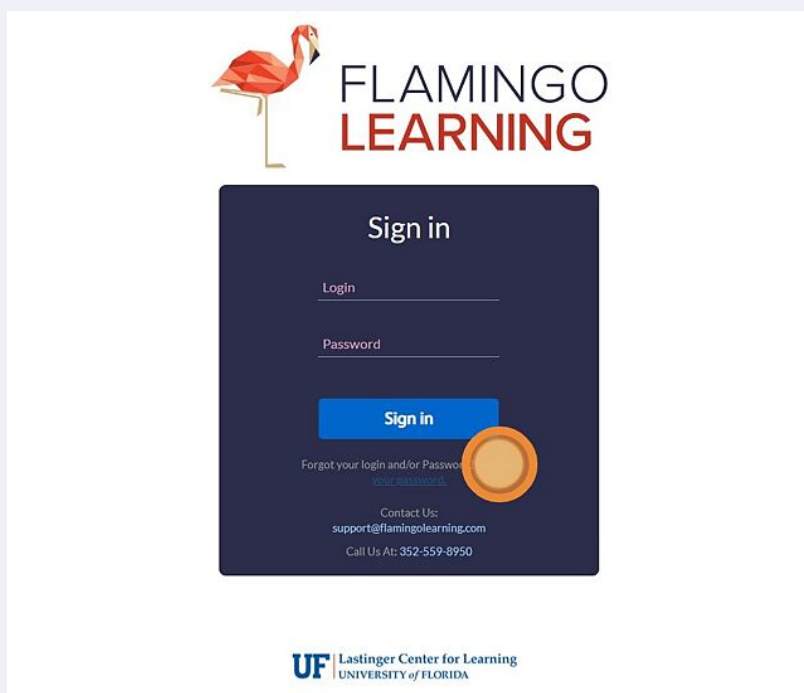 FLAMINGO
LEARNING
Sign in
Login
Password
Sign in
Forgot your login and/or
your password.
Contact Us:
support@flamingolearning.com
Call Us At: 352-559-8950
UF Lastinger Center for Learning
UNIVERSITY of FLORIDA